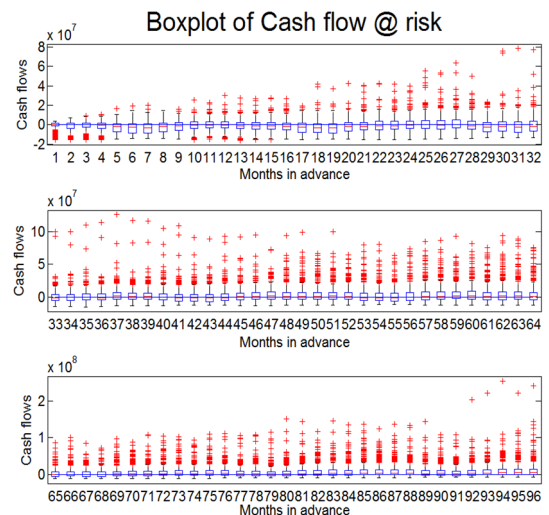 Boxplot of Cash flow @ risk
x 10^7
8
6
4
2
0
-2
Cash flows
1 2 3 4 5 6 7 8 9 1011121314151617181920212223242526272829303132
Months in advance
x 10^7
10
5
0
Cash flows
3334353637383940414243444546474849505152535455565758596061626364
Months in advance
x 10^8
2
1
0
Cash flows
6566676869707172737475767778798081828384858687888990919293949596
Months in advance